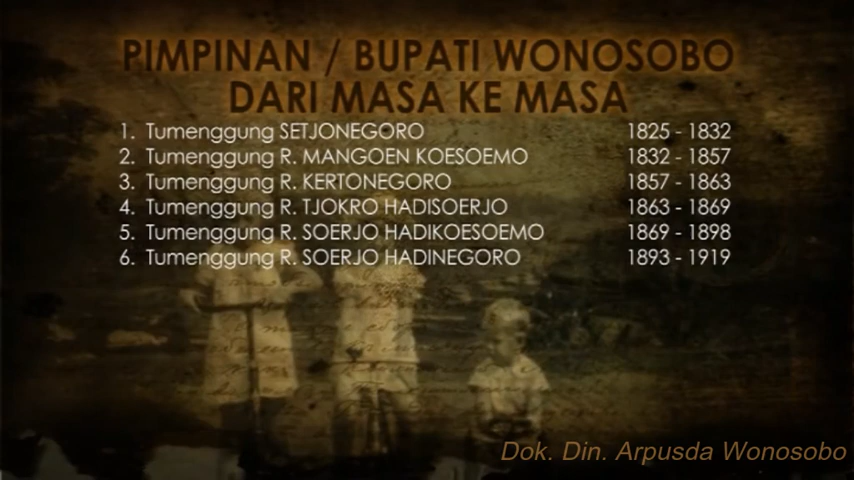 PIMPINAN / BUPATI WONOSOBO
DARI MASA KE MASA
1. Tumenggung SETJONEGORO 1825 - 1832
2. Tumenggung R. MANGOEN KOESOEMO 1832 - 1857
3. Tumenggung R. KERTONEGORO 1857 - 1863
4. Tumenggung R. TJOKRO HADISOERJO 1863 - 1869
5. Tumenggung R. SOERJO HADIKOESOEMO 1869 - 1898
6. Tumenggung R. SOERJO HADINEGORO 1893 - 1919
Dok. Din. Arpusda Wonosobo